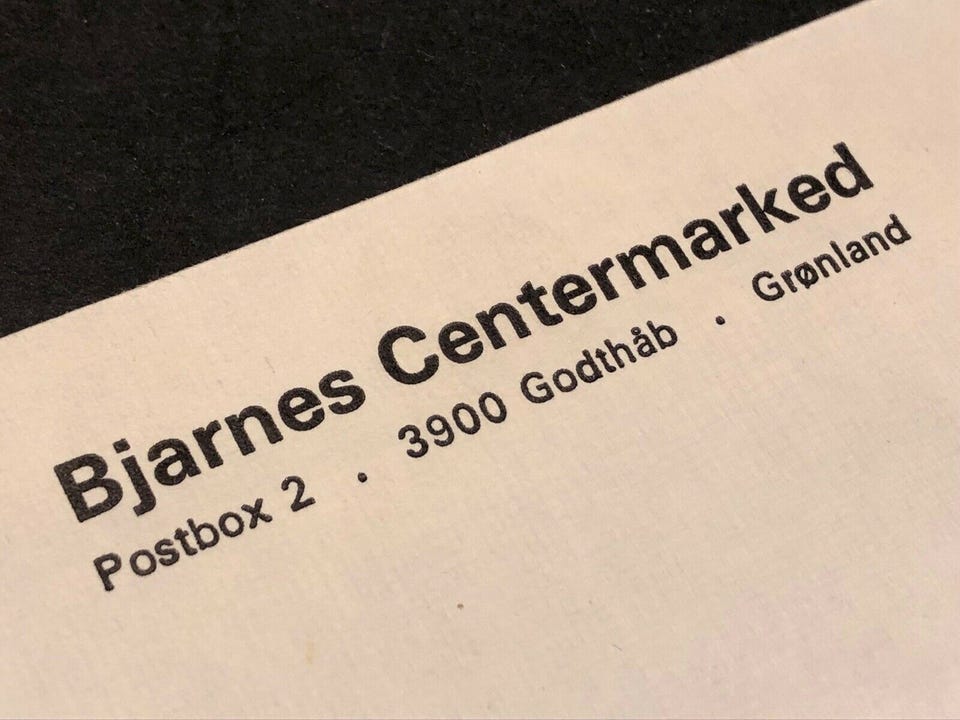 Bjarnes Centermarked
Postbox 2 . 3900 Godthåb . Grønland